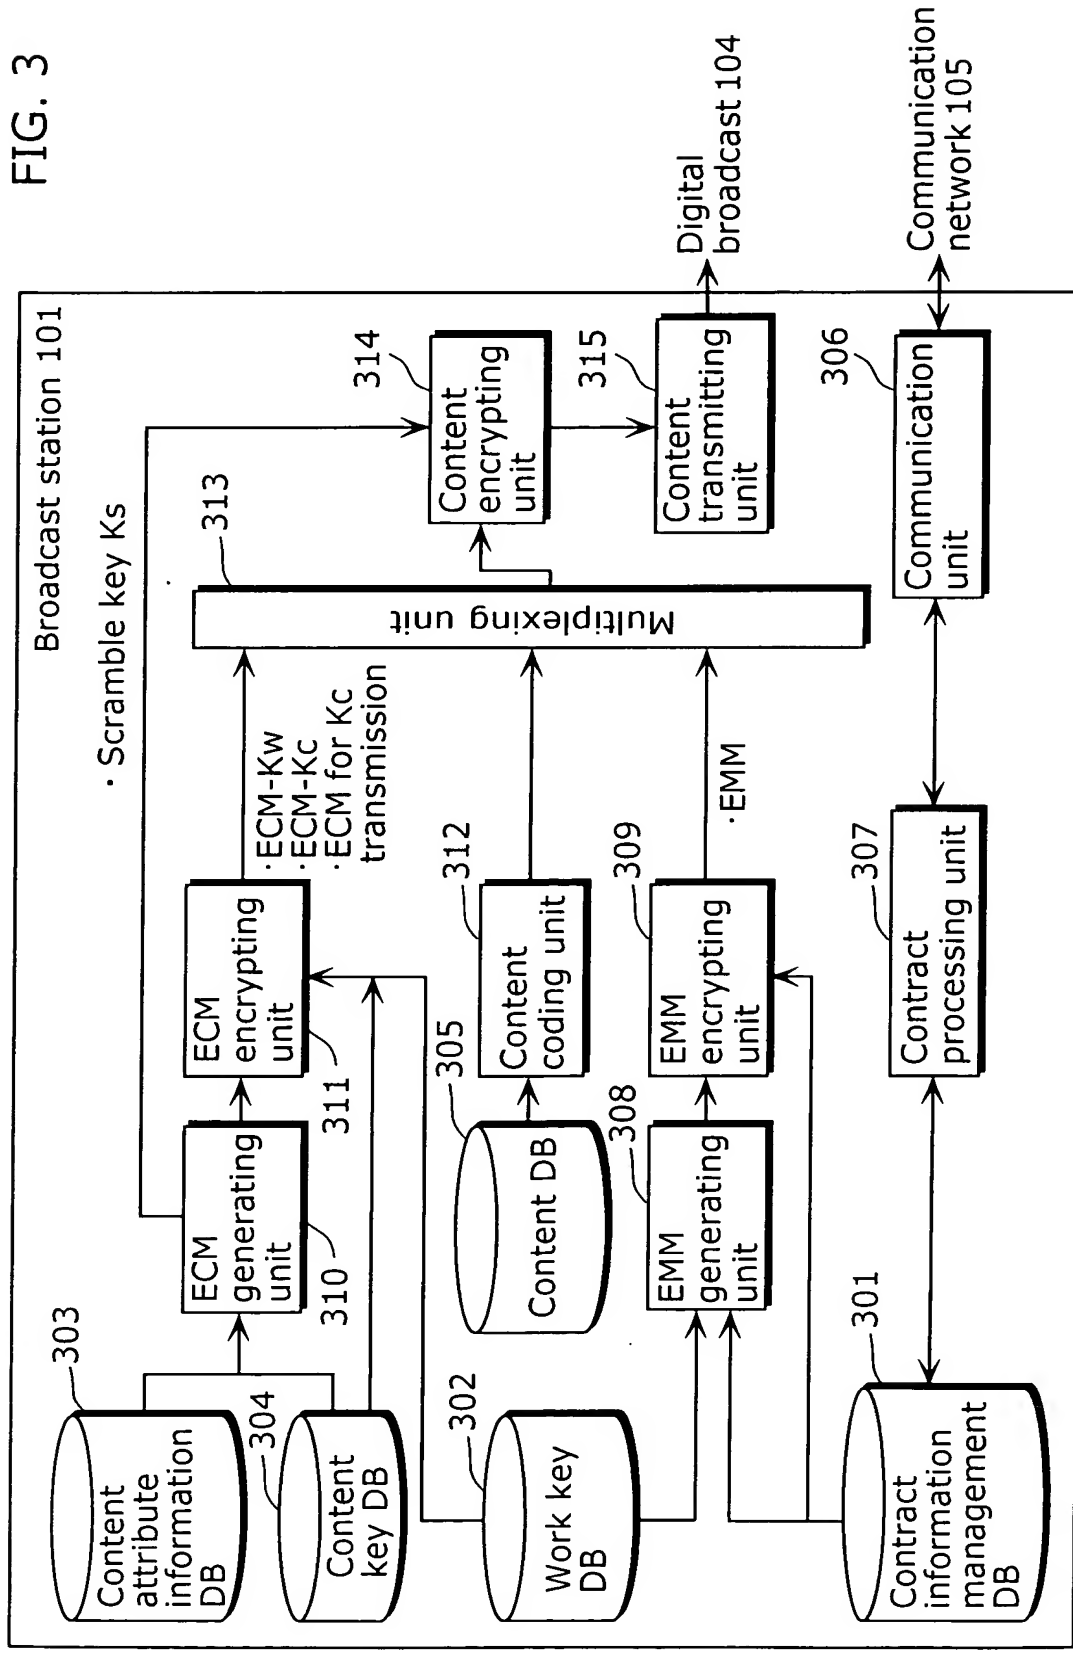 FIG. 3
Broadcast station 101
· Scramble key Ks
303
Content
attribute
information
DB
304
Content
key DB
302
Work key
DB
301
Contract
information
management
DB
ECM
generating
unit
310
ECM
encrypting
unit
311
·ECM-Kw
·ECM-Kc
·ECM for Kc
transmission
305
Content DB
312
Content
coding unit
308
EMM
generating
unit
309
EMM
encrypting
unit
·EMM
307
Contract
processing unit
313
Multiplexing unit
314
Content
encrypting
unit
315
Content
transmitting
unit
306
Communication
unit
Digital
broadcast 104
Communication
network 105